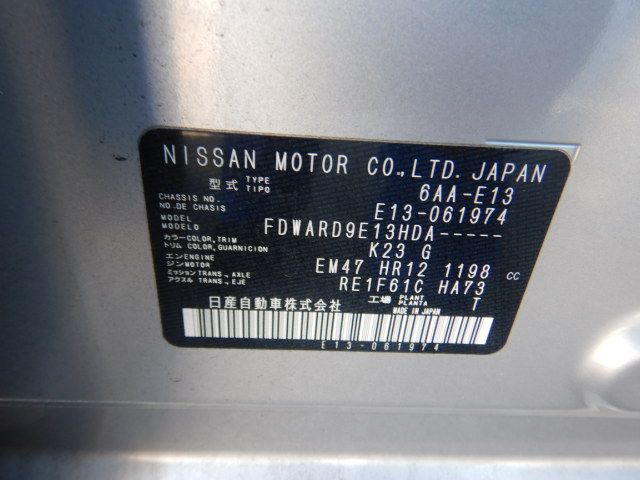 NISSAN MOTOR CO.,LTD. JAPAN
型式 TYPE TIPO 6AA-E13
CHASSIS NO. NO.DE CHASIS E13-061974
MODEL MODELO FDWARD9E13HDA-----
カラー COLOR,TRIM トリム COLOR,GUARNICION K23 G
エンジン ENGINE ジンMOTOR EM47 HR12 1198 cc
ミッション TRANS., AXLE アクスル TRANS., EJE RE1F61C HA73
日産自動車株式会社 工場 PLANT PLANTA T
MADE IN JAPAN
E13-061974